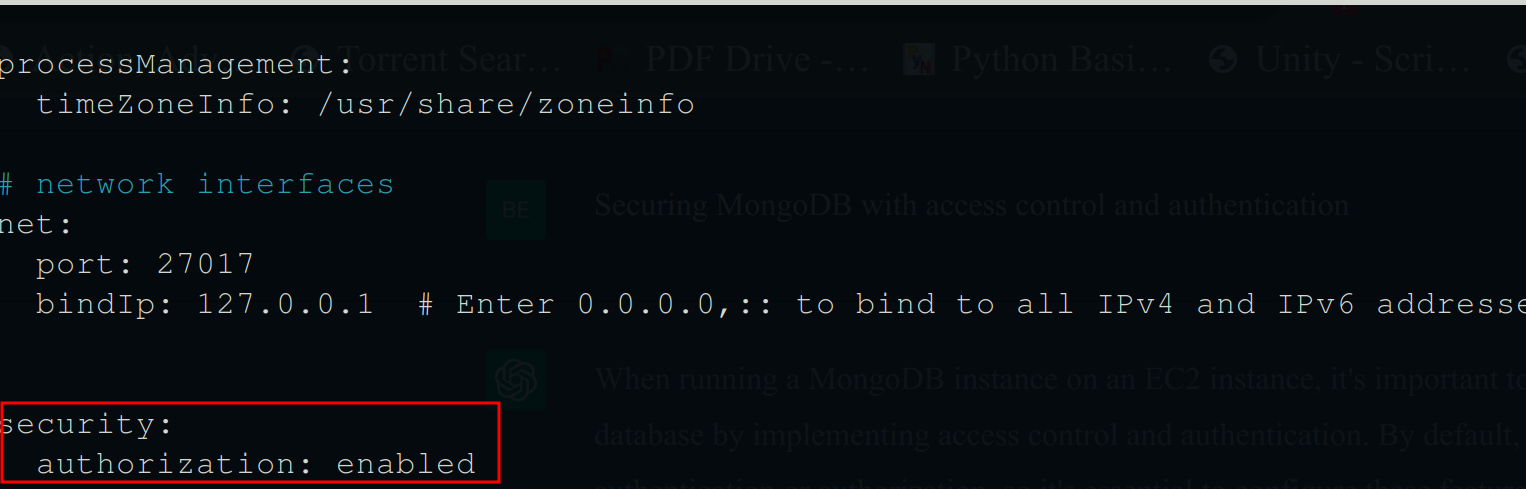 Action-Adv... Torrent Sear... PDF Drive -... Python Basi... Unity - Scri...
processManagement:
  timeZoneInfo: /usr/share/zoneinfo
# network interfaces
BE Securing MongoDB with access control and authentication
net:
  port: 27017
  bindIp: 127.0.0.1  # Enter 0.0.0.0,:: to bind to all IPv4 and IPv6 addresse
When running a MongoDB instance on an EC2 instance, it's important to
security:
database by implementing access control and authentication. By default,
  authorization: enabled